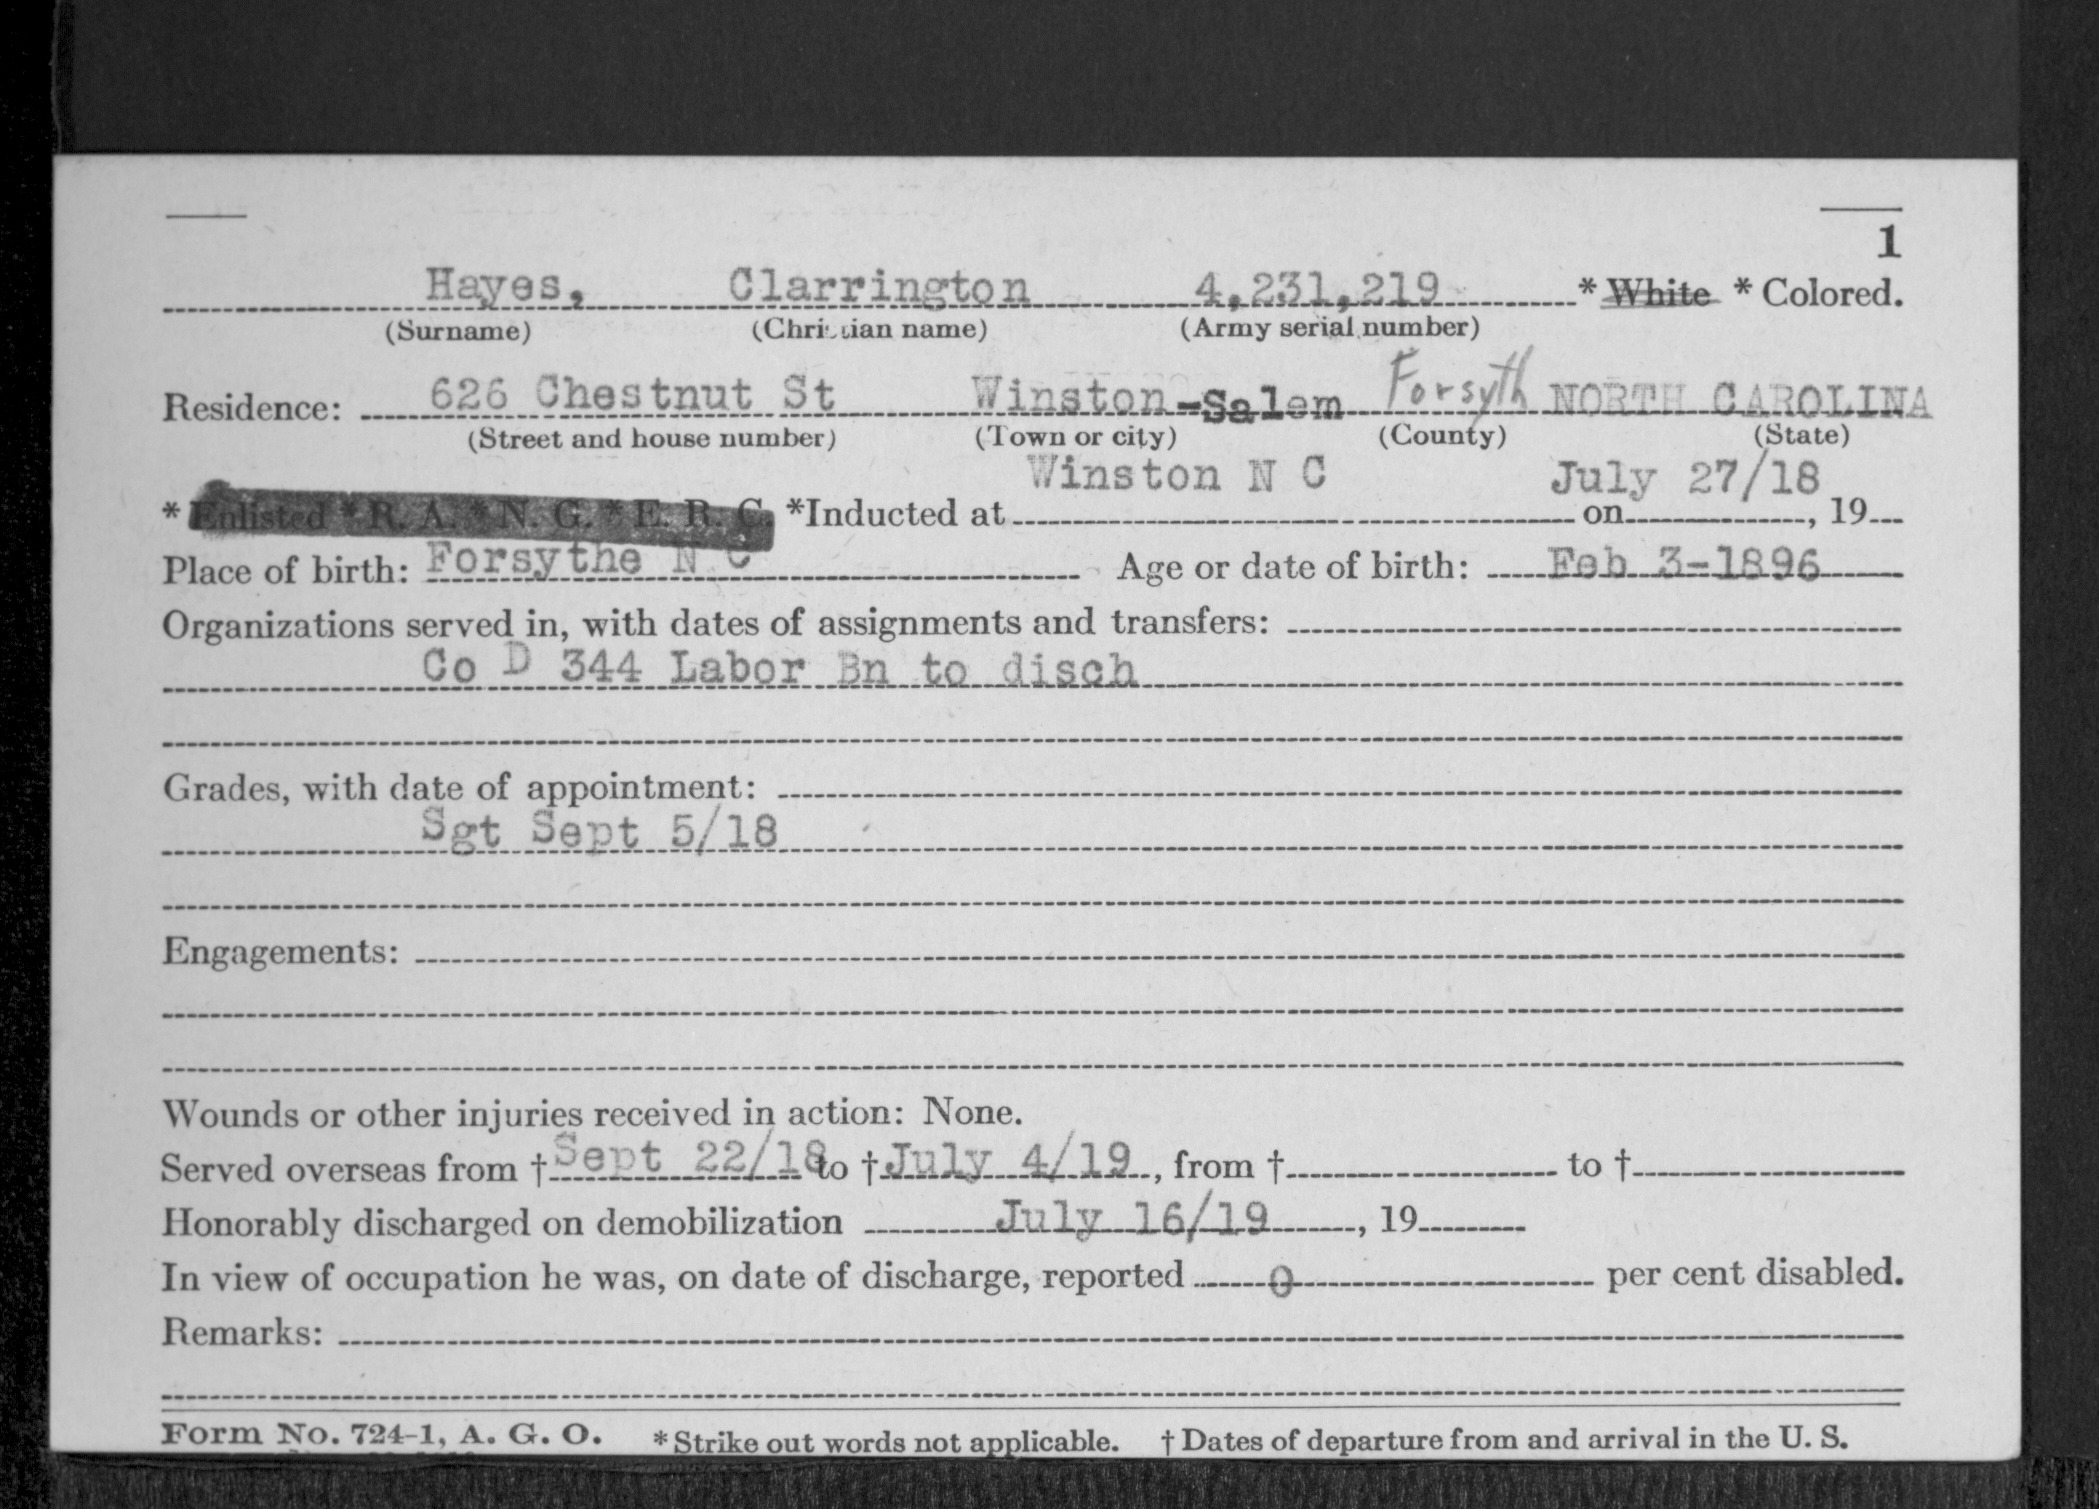 1
Hayes, Clarrington 4,231,219 * White * Colored.
(Surname) (Christian name) (Army serial number)
Residence: 626 Chestnut St Winston-Salem Forsyth NORTH CAROLINA
(Street and house number) (Town or city) (County) (State)
Winston N C July 27/18
* Enlisted * R. A. * N. G. * E. R. C. *Inducted at on , 19
Place of birth: Forsythe N C Age or date of birth: Feb 3-1896
Organizations served in, with dates of assignments and transfers:
Co D 344 Labor Bn to disch
Grades, with date of appointment:
Sgt Sept 5/18
Engagements:
Wounds or other injuries received in action: None.
Served overseas from † Sept 22/18 to † July 4/19, from † to †
Honorably discharged on demobilization July 16/19, 19
In view of occupation he was, on date of discharge, reported 0 per cent disabled.
Remarks:
Form No. 724-1, A. G. O. * Strike out words not applicable. † Dates of departure from and arrival in the U. S.